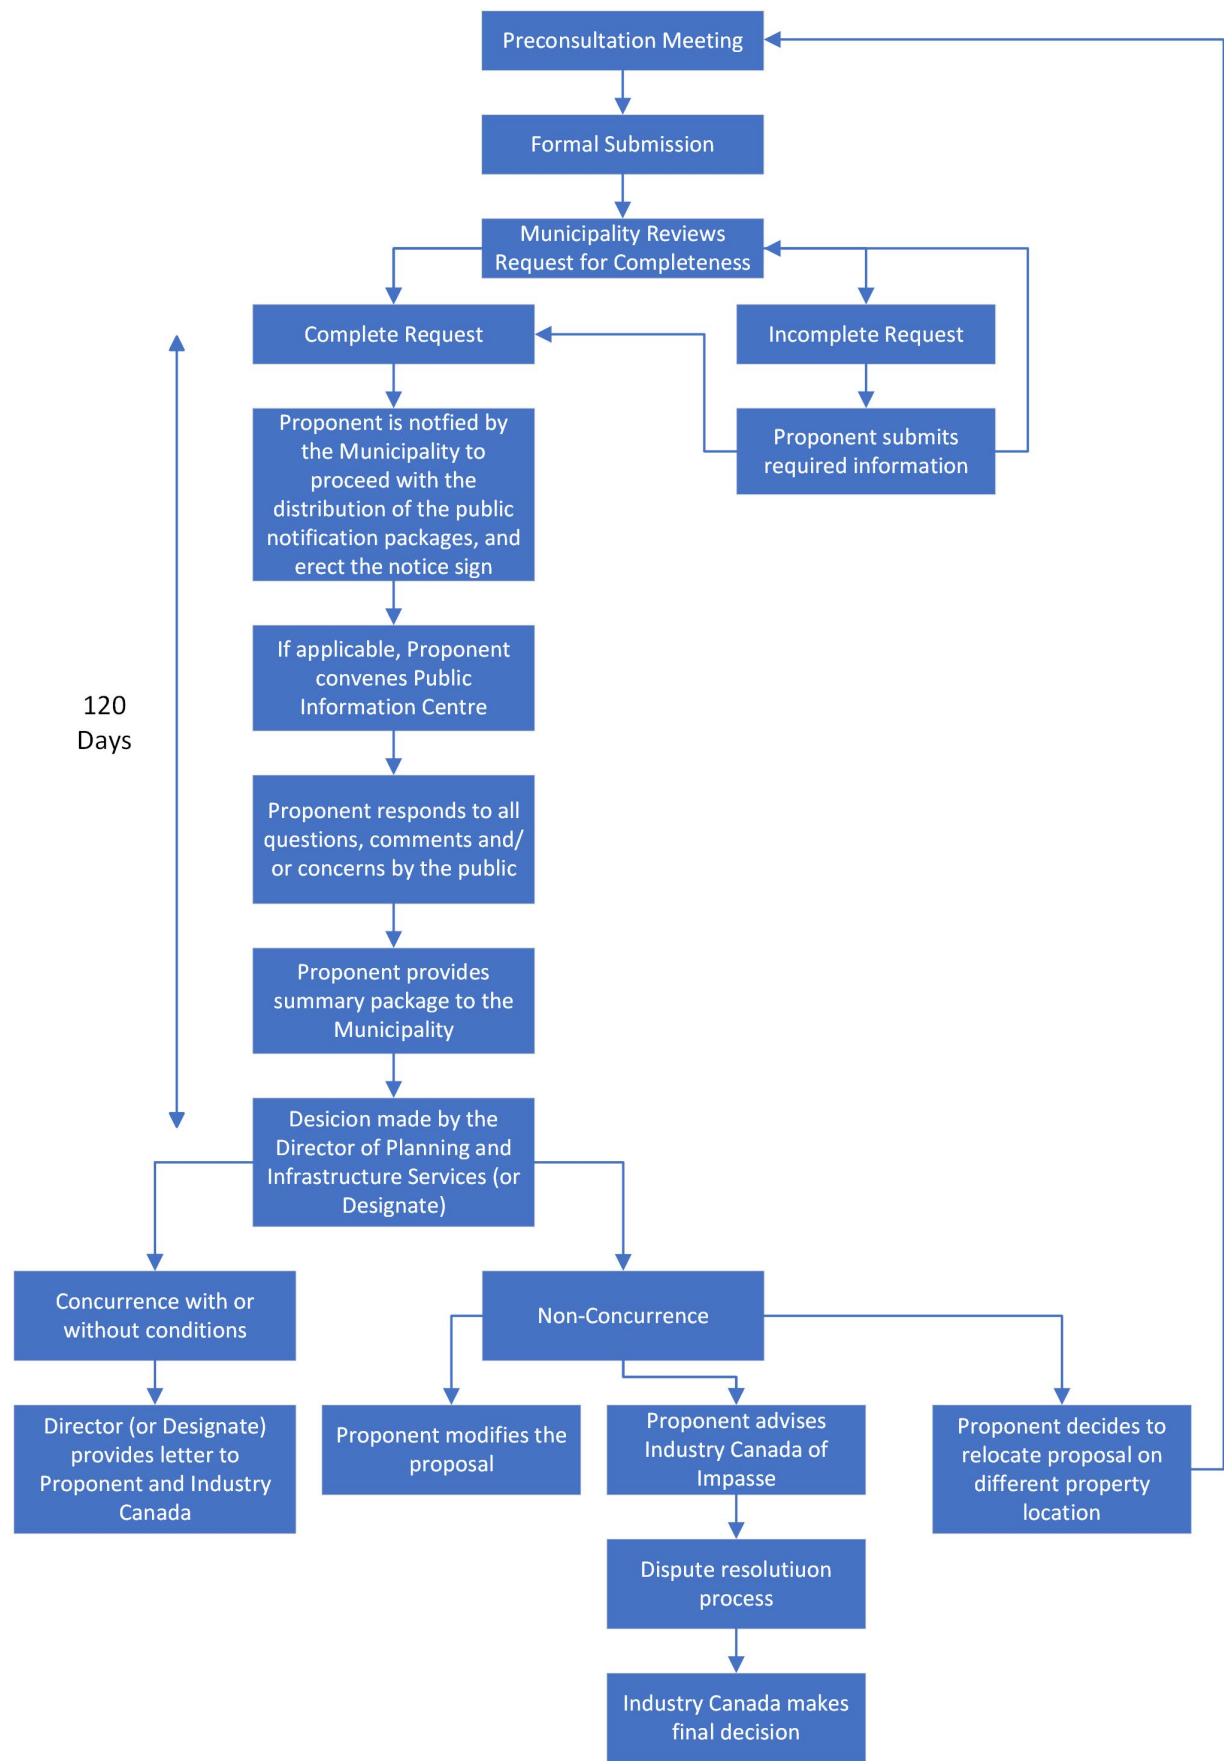 Preconsultation Meeting
Formal Submission
Municipality Reviews
Request for Completeness
Complete Request
Incomplete Request
Proponent is notfied by
the Municipality to
proceed with the
distribution of the public
notification packages, and
erect the notice sign
Proponent submits
required information
If applicable, Proponent
convenes Public
Information Centre
120
Days
Proponent responds to all
questions, comments and/
or concerns by the public
Proponent provides
summary package to the
Municipality
Desicion made by the
Director of Planning and
Infrastructure Services (or
Designate)
Concurrence with or
without conditions
Non-Concurrence
Director (or Designate)
provides letter to
Proponent and Industry
Canada
Proponent modifies the
proposal
Proponent advises
Industry Canada of
Impasse
Proponent decides to
relocate proposal on
different property
location
Dispute resolutiuon
process
Industry Canada makes
final decision